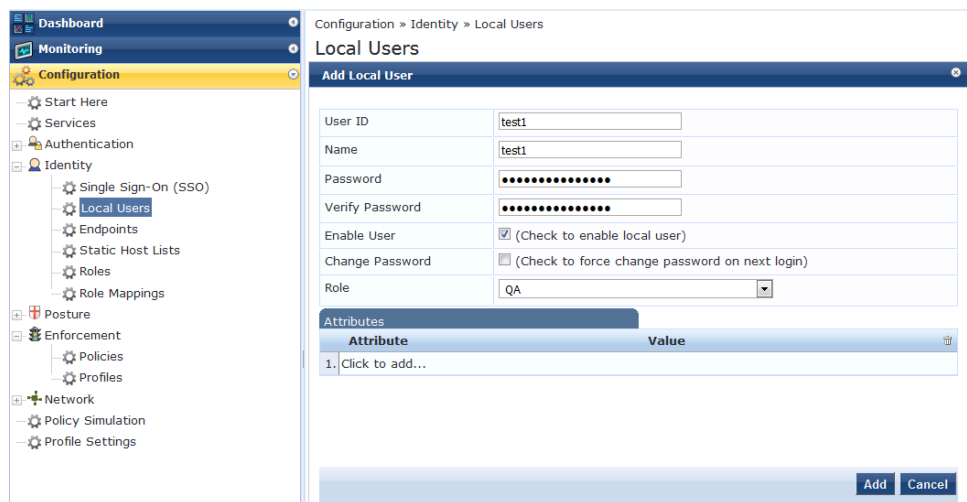 Dashboard
Monitoring
Configuration
Start Here
Services
Authentication
Identity
Single Sign-On (SSO)
Local Users
Endpoints
Static Host Lists
Roles
Role Mappings
Posture
Enforcement
Policies
Profiles
Network
Policy Simulation
Profile Settings
Configuration » Identity » Local Users
Local Users
Add Local User
User ID test1
Name test1
Password •••••••••••••••
Verify Password •••••••••••••••
Enable User (Check to enable local user)
Change Password (Check to force change password on next login)
Role QA
Attributes
Attribute Value
1. Click to add...
Add Cancel